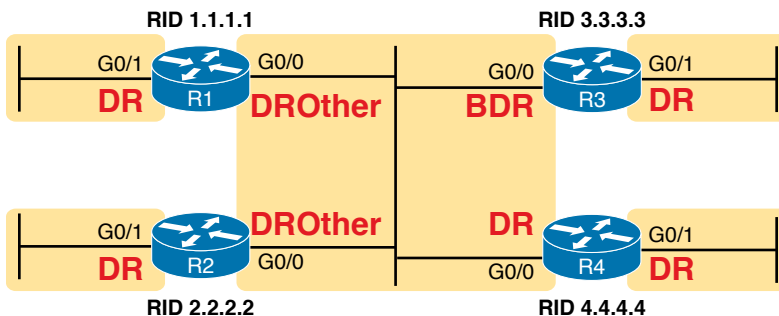 RID 1.1.1.1
RID 3.3.3.3
G0/1
G0/0
R1
DR
DROther
G0/0
G0/1
R3
BDR
DR
G0/1
DROther
R2
DR
G0/0
DR
G0/1
R4
G0/0
DR
RID 2.2.2.2
RID 4.4.4.4